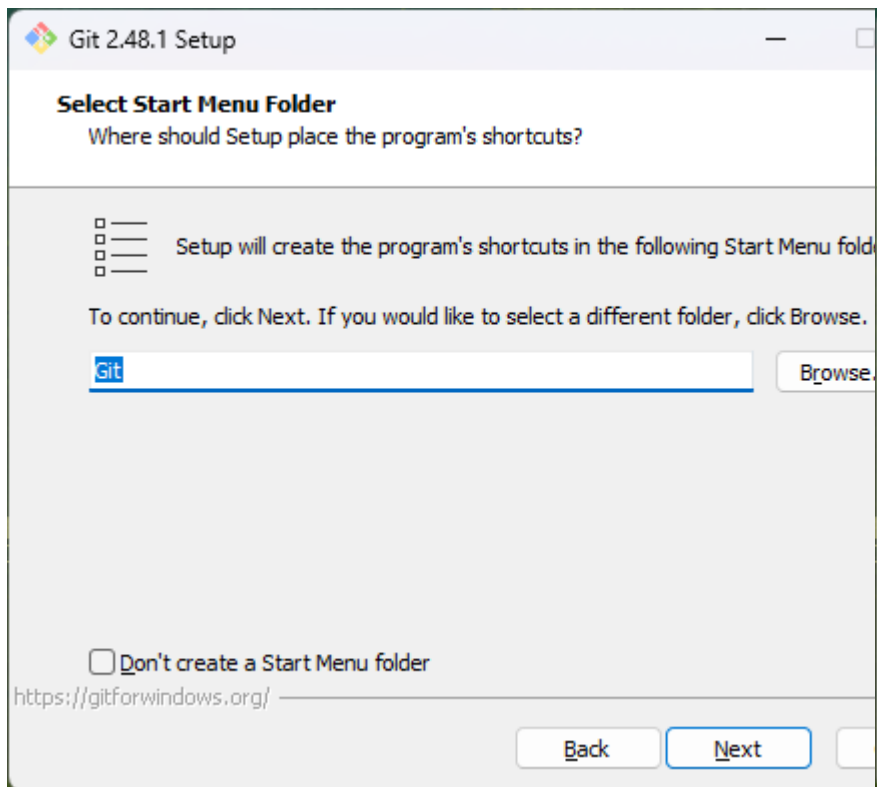 Git 2.48.1 Setup
Select Start Menu Folder
Where should Setup place the program's shortcuts?
Setup will create the program's shortcuts in the following Start Menu
To continue, click Next. If you would like to select a different folder, click Browse.
Git
Browse.
Don't create a Start Menu folder
https://gitforwindows.org/
Back
Next